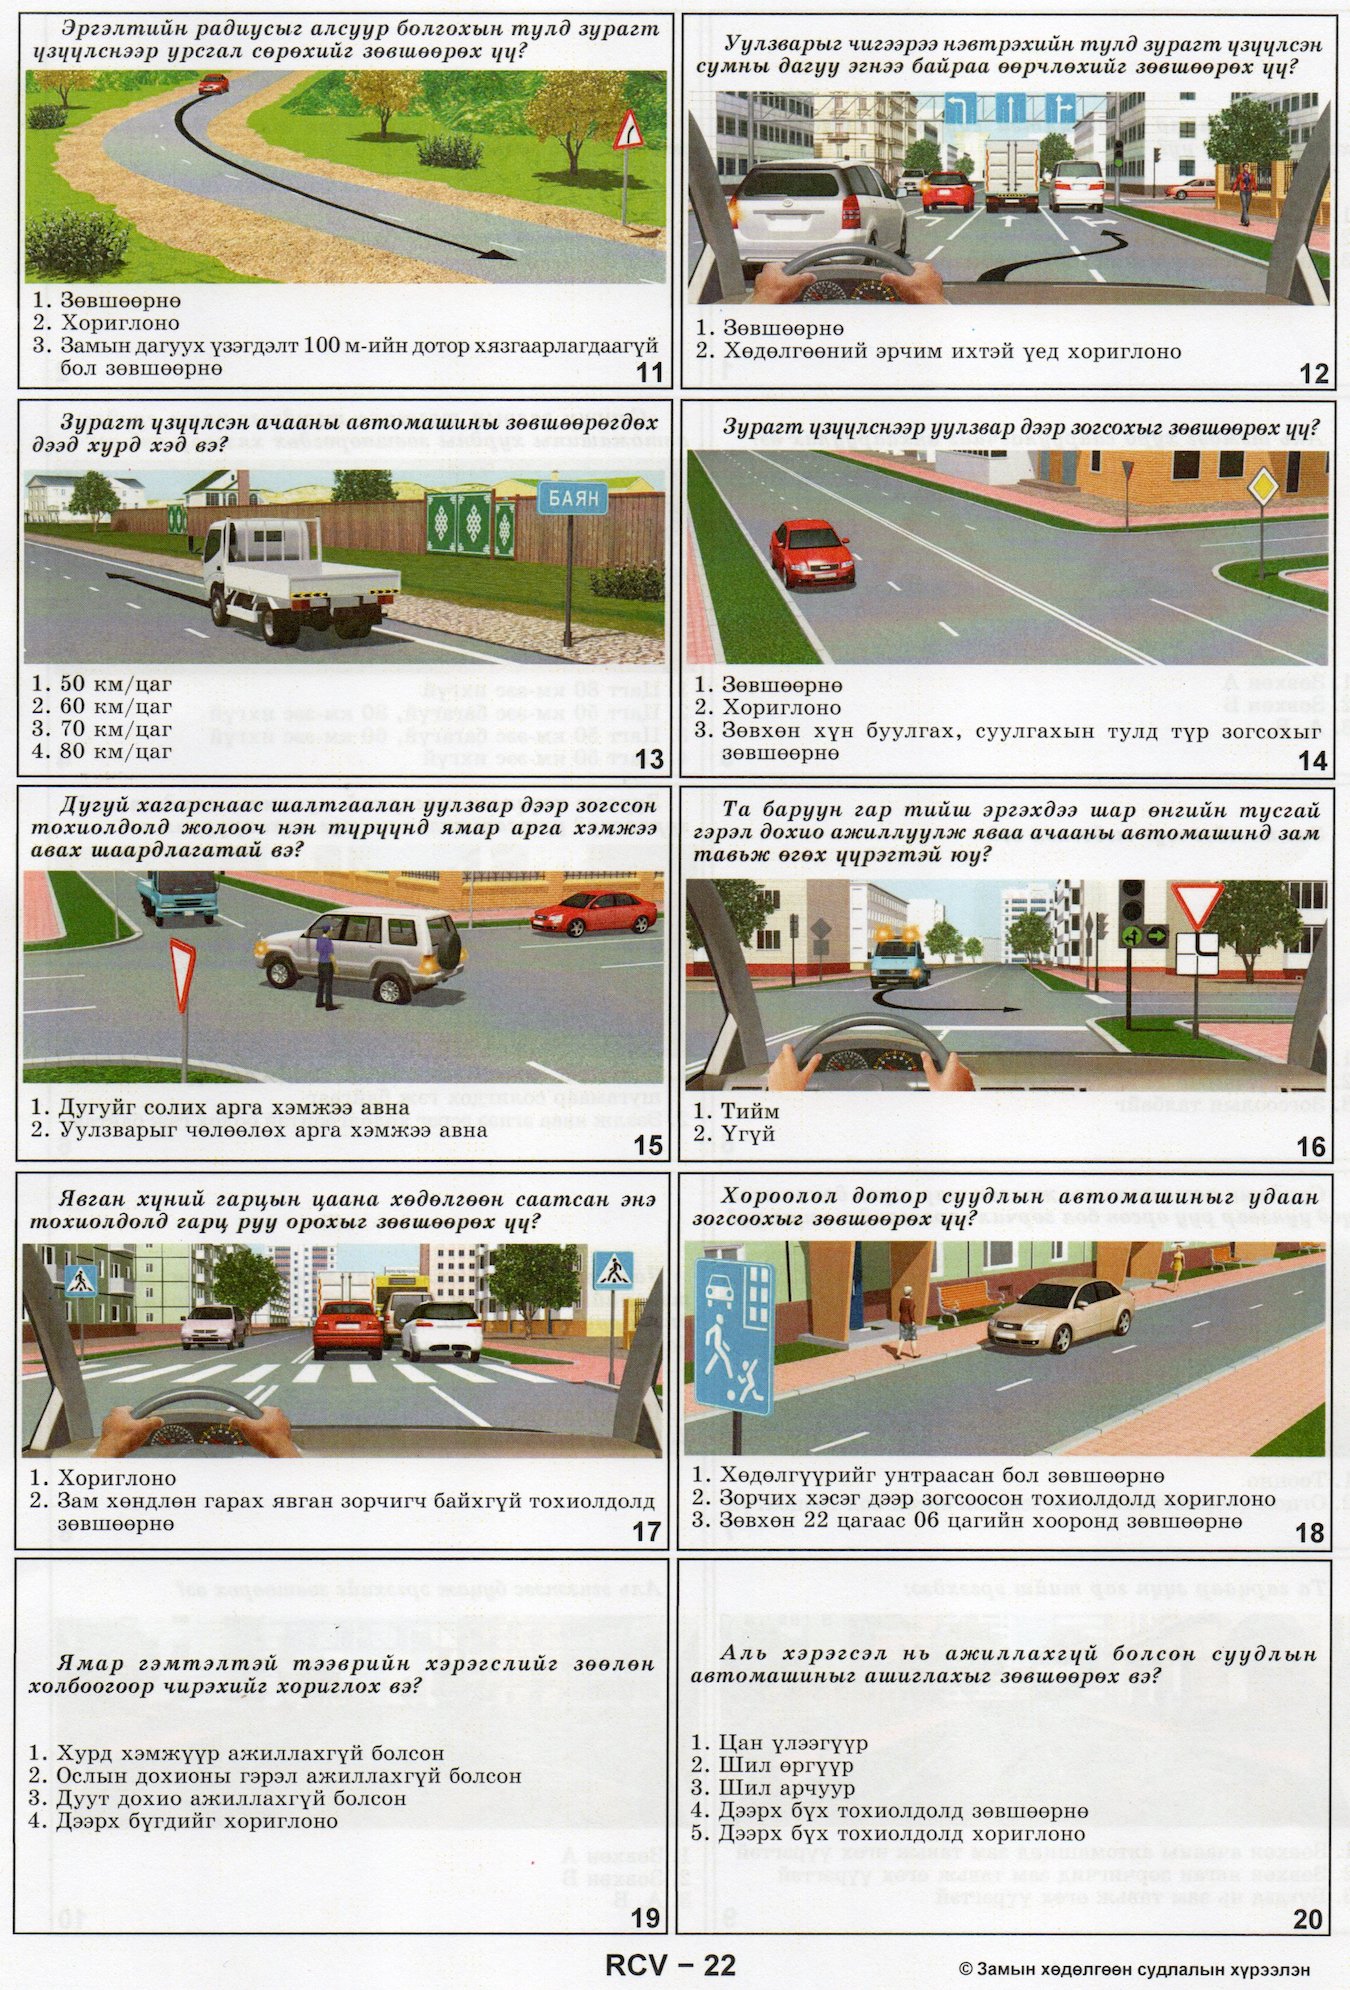 Эргэлтийн радиусыг алсуур болгохын тулд зурагт
үзүүлснээр урсгал сөрөхийг зөвшөөрөх үү?
1. Зөвшөөрнө
2. Хориглоно
3. Замын дагуух үзэгдэлт 100 м-ийн дотор хязгаарлагдаагүй
бол зөвшөөрнө
11
Уулзварыг чигээрээ нэвтрэхийн тулд зурагт үзүүлсэн
сумны дагуу эгнээ байраа өөрчлөхийг зөвшөөрөх үү?
1. Зөвшөөрнө
2. Хөдөлгөөний эрчим ихтэй үед хориглоно
12
Зурагт үзүүлсэн ачааны автомашины зөвшөөрөгдөх
дээд хурд хэд вэ?
БАЯН
1. 50 км/цаг
2. 60 км/цаг
3. 70 км/цаг
4. 80 км/цаг
13
Зурагт үзүүлснээр уулзвар дээр зогсохыг зөвшөөрөх үү?
1. Зөвшөөрнө
2. Хориглоно
3. Зөвхөн хүн буулгах, суулгахын тулд түр зогсохыг
зөвшөөрнө
14
Дугуй хагарснаас шалтгаалан уулзвар дээр зогссон
тохиолдолд жолооч нэн түрүүнд ямар арга хэмжээ
авах шаардлагатай вэ?
1. Дугуйг солих арга хэмжээ авна
2. Уулзварыг чөлөөлөх арга хэмжээ авна
15
Та баруун гар тийш эргэхдээ шар өнгийн тусгай
гэрэл дохио ажиллуулж яваа ачааны автомашинд зам
тавьж өгөх үүрэгтэй юу?
1. Тийм
2. Үгүй
16
Явган хүний гарцын цаана хөдөлгөөн саатсан энэ
тохиолдолд гарц руу орохыг зөвшөөрөх үү?
1. Хориглоно
2. Зам хөндлөн гарах явган зорчигч байхгүй тохиолдолд
зөвшөөрнө
17
Хороолол дотор суудлын автомашиныг удаан
зогсоохыг зөвшөөрөх үү?
1. Хөдөлгүүрийг унтраасан бол зөвшөөрнө
2. Зорчих хэсэг дээр зогсоосон тохиолдолд хориглоно
3. Зөвхөн 22 цагаас 06 цагийн хооронд зөвшөөрнө
18
Ямар гэмтэлтэй тээврийн хэрэгслийг зөөлөн
холбоогоор чирэхийг хориглох вэ?
1. Хурд хэмжүүр ажиллахгүй болсон
2. Ослын дохионы гэрэл ажиллахгүй болсон
3. Дуут дохио ажиллахгүй болсон
4. Дээрх бүгдийг хориглоно
19
Аль хэрэгсэл нь ажиллахгүй болсон суудлын
автомашиныг ашиглахыг зөвшөөрөх вэ?
1. Цан үлээгүүр
2. Шил өргүүр
3. Шил арчуур
4. Дээрх бүх тохиолдолд зөвшөөрнө
5. Дээрх бүх тохиолдолд хориглоно
20
RCV – 22
© Замын хөдөлгөөн судлалын хүрээлэн